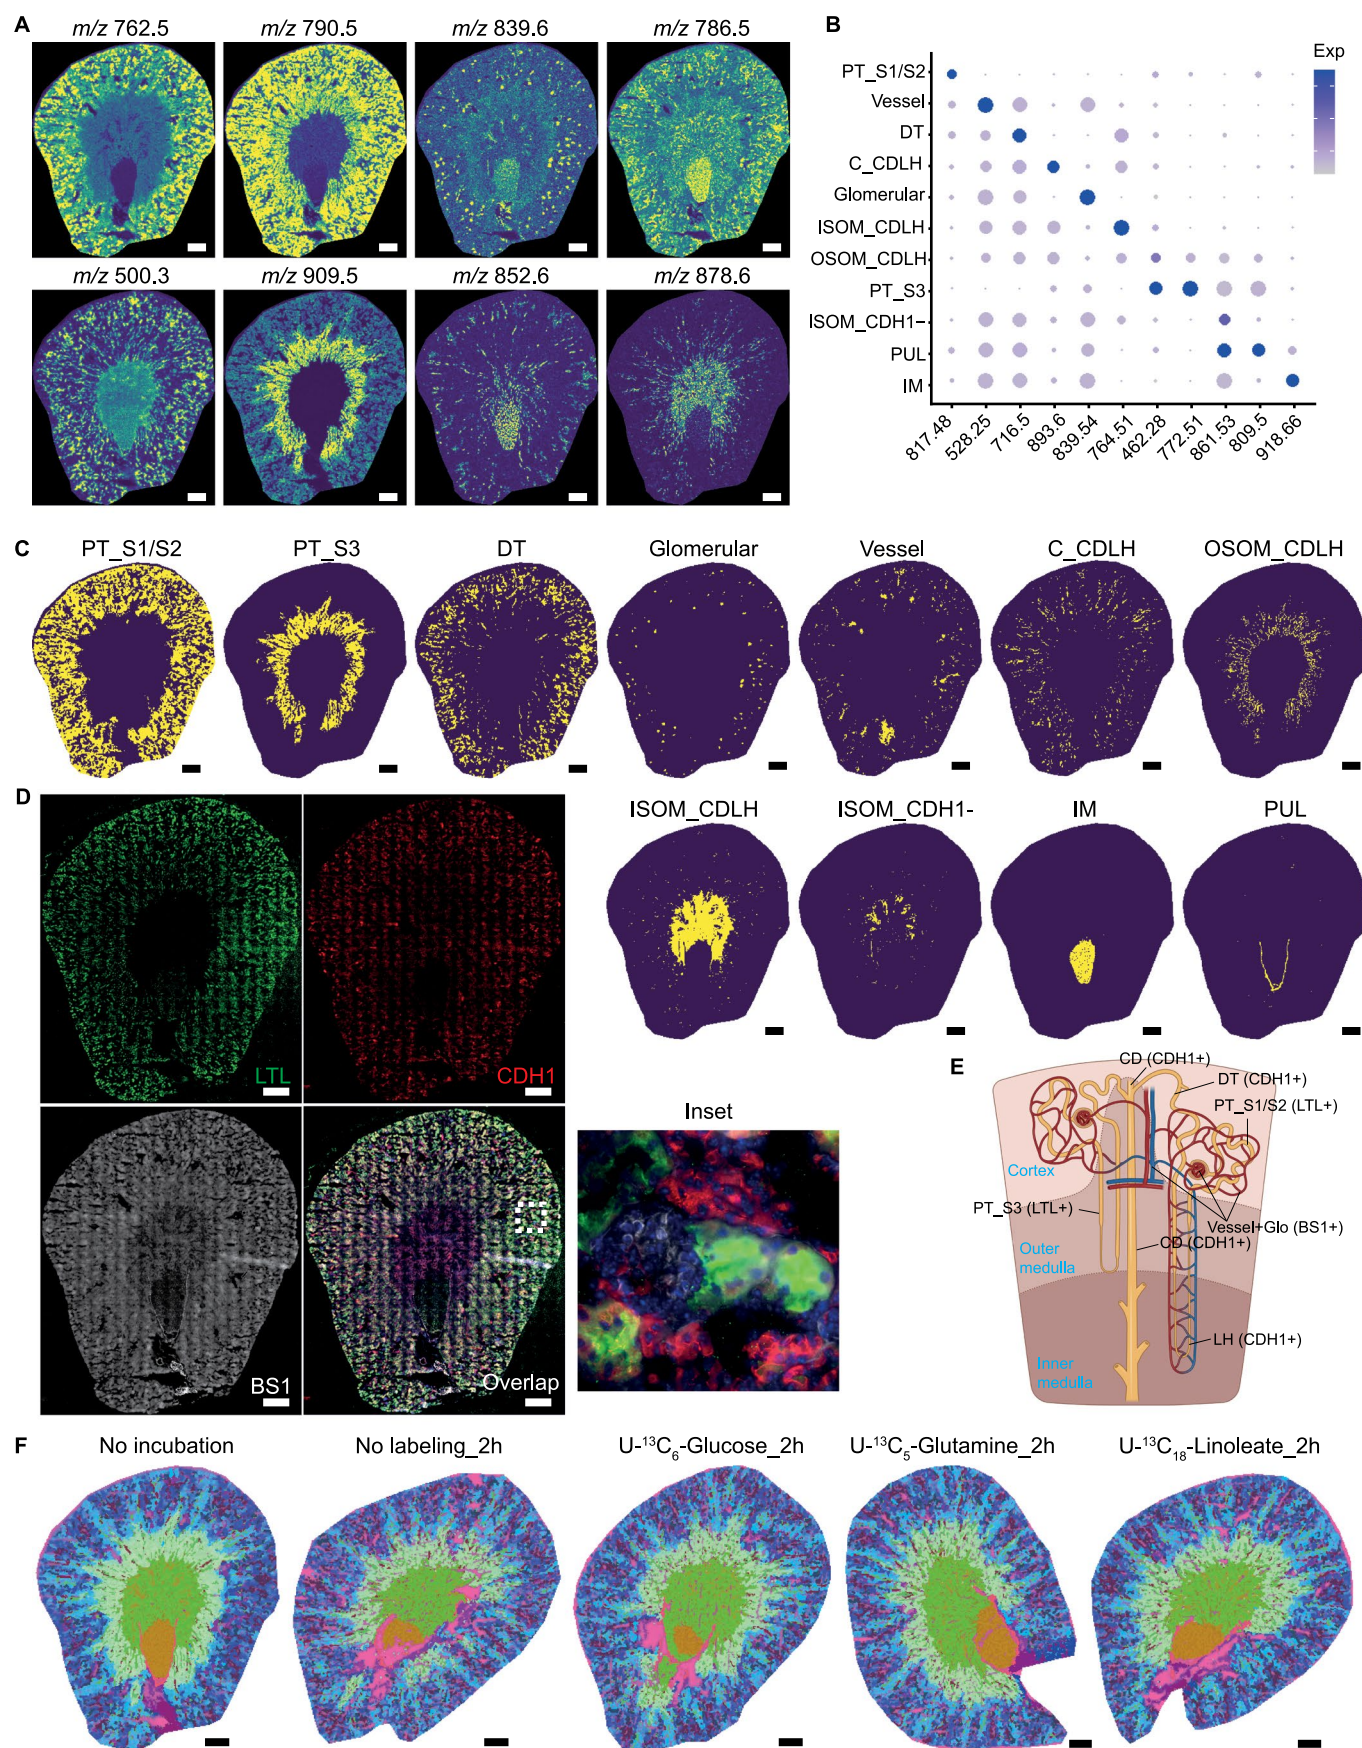 A
m/z 762.5
m/z 790.5
m/z 839.6
m/z 786.5
m/z 500.3
m/z 909.5
m/z 852.6
m/z 878.6
B
Exp
PT_S1/S2
Vessel
DT
C_CDLH
Glomerular
ISOM_CDLH
OSOM_CDLH
PT_S3
ISOM_CDH1−
PUL
IM
817.48
528.25
716.5
893.6
839.54
764.51
462.28
772.51
861.53
809.5
918.66
C
PT_S1/S2
PT_S3
DT
Glomerular
Vessel
C_CDLH
OSOM_CDLH
ISOM_CDLH
ISOM_CDH1-
IM
PUL
D
LTL
CDH1
BS1
Overlap
Inset
E
CD (CDH1+)
DT (CDH1+)
PT_S1/S2 (LTL+)
Cortex
PT_S3 (LTL+)
Vessel+Glo (BS1+)
CD (CDH1+)
Outer
medulla
LH (CDH1+)
Inner
medulla
F
No incubation
No labeling_2h
U-¹³C₆-Glucose_2h
U-¹³C₅-Glutamine_2h
U-¹³C₁₈-Linoleate_2h